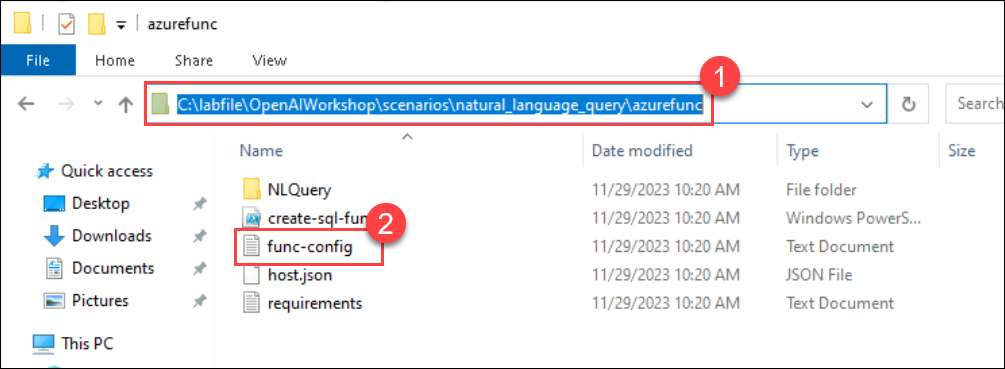 azurefunc
File Home Share View
1
C:\labfile\OpenAIWorkshop\scenarios\natural_language_query\azurefunc
Search
Name Date modified Type Size
Quick access
NLQuery 11/29/2023 10:20 AM File folder
Desktop
create-sql-fun 11/29/2023 10:20 AM Windows PowerS...
2
Downloads
func-config 11/29/2023 10:20 AM Text Document
Documents
host.json 11/29/2023 10:20 AM JSON File
Pictures
requirements 11/29/2023 10:20 AM Text Document
This PC